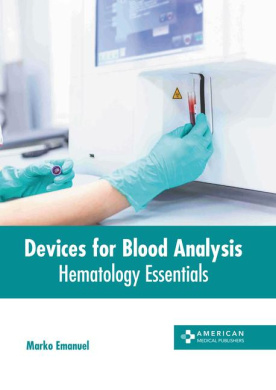 Devices for Blood Analysis
Hematology Essentials
Marko Emanuel
AMERICAN
MEDICAL PUBLISHERS